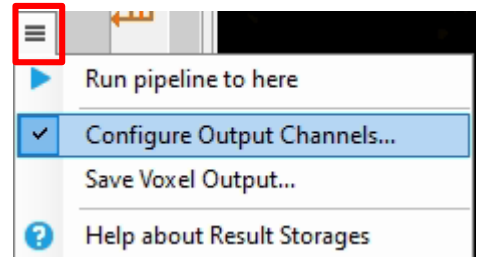 Run pipeline to here
Configure Output Channels...
Save Voxel Output...
Help about Result Storages